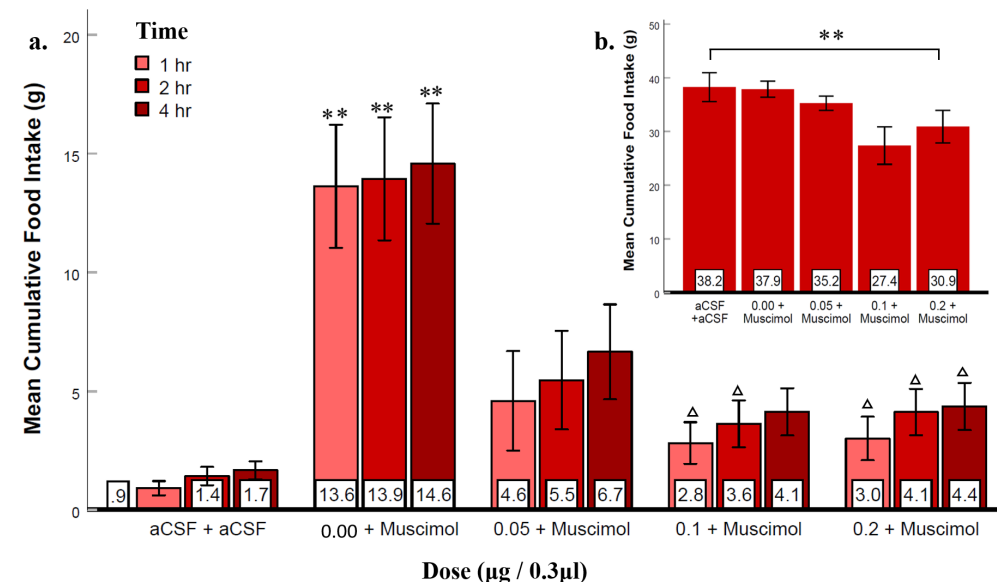 a.
Time
1 hr
2 hr
4 hr
Mean Cumulative Food Intake (g)
20
15
10
5
0
** ** **
.9 1.4 1.7 13.6 13.9 14.6 4.6 5.5 6.7 2.8 3.6 4.1 3.0 4.1 4.4
Δ Δ Δ Δ Δ
aCSF + aCSF 0.00 + Muscimol 0.05 + Muscimol 0.1 + Muscimol 0.2 + Muscimol
Dose (µg / 0.3µl)
b.
Mean Cumulative Food Intake (g)
50
40
30
20
10
0
**
38.2 37.9 35.2 27.4 30.9
aCSF 0.00 + 0.05 + 0.1 + 0.2 +
+aCSF Muscimol Muscimol Muscimol Muscimol